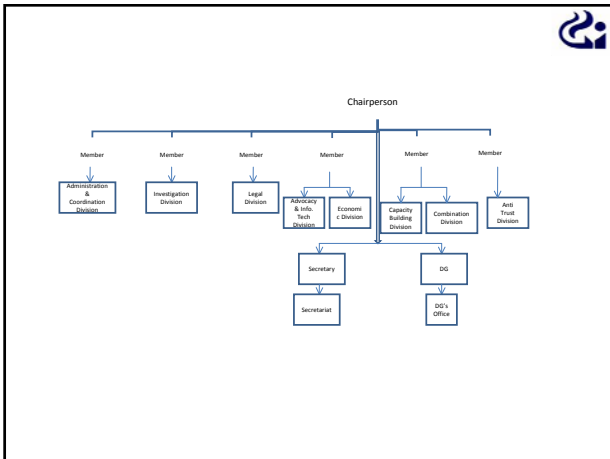 Chairperson
Member
Member
Member
Member
Member
Member
Administration
&
Coordination
Division
Investigation
Division
Legal
Division
Advocacy
& Info.
Tech
Division
Economi
c Division
Capacity
Building
Division
Combination
Division
Anti
Trust
Division
Secretary
DG
Secretariat
DG's
Office